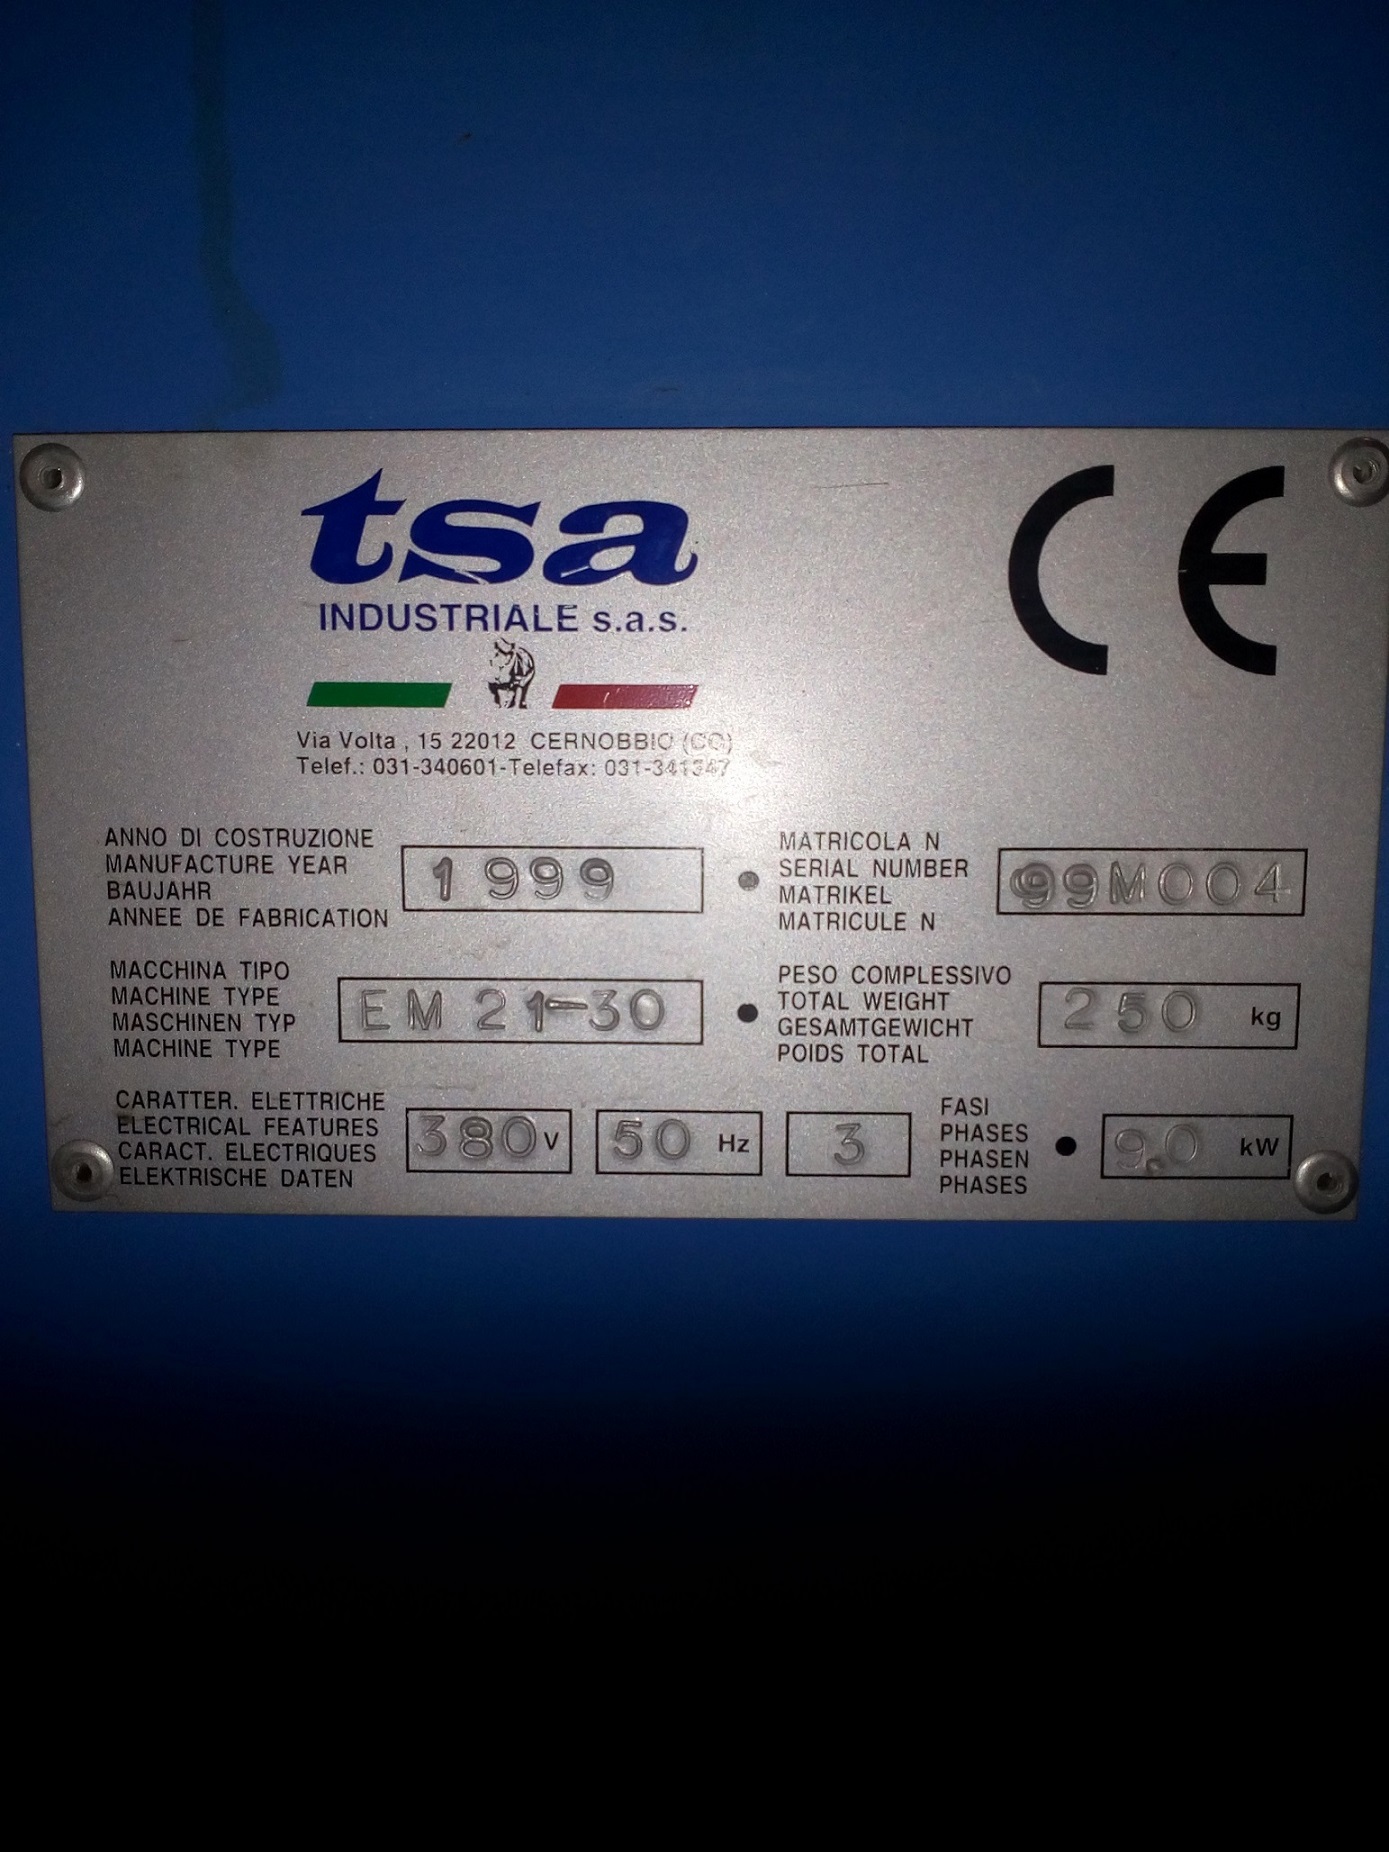 tsa
INDUSTRIALE s.a.s.
CE
Via Volta , 15 22012 CERNOBBIO (CO)
Telef.: 031-340601-Telefax: 031-341347
ANNO DI COSTRUZIONE
MANUFACTURE YEAR
BAUJAHR
ANNEE DE FABRICATION
1999
MATRICOLA N
SERIAL NUMBER
MATRIKEL
MATRICULE N
99M004
MACCHINA TIPO
MACHINE TYPE
MASCHINEN TYP
MACHINE TYPE
EM 21-30
PESO COMPLESSIVO
TOTAL WEIGHT
GESAMTGEWICHT
POIDS TOTAL
250 kg
CARATTER. ELETTRICHE
ELECTRICAL FEATURES
CARACT. ELECTRIQUES
ELEKTRISCHE DATEN
380 V
50 Hz
3
FASI
PHASES
PHASEN
PHASES
9.0 kW